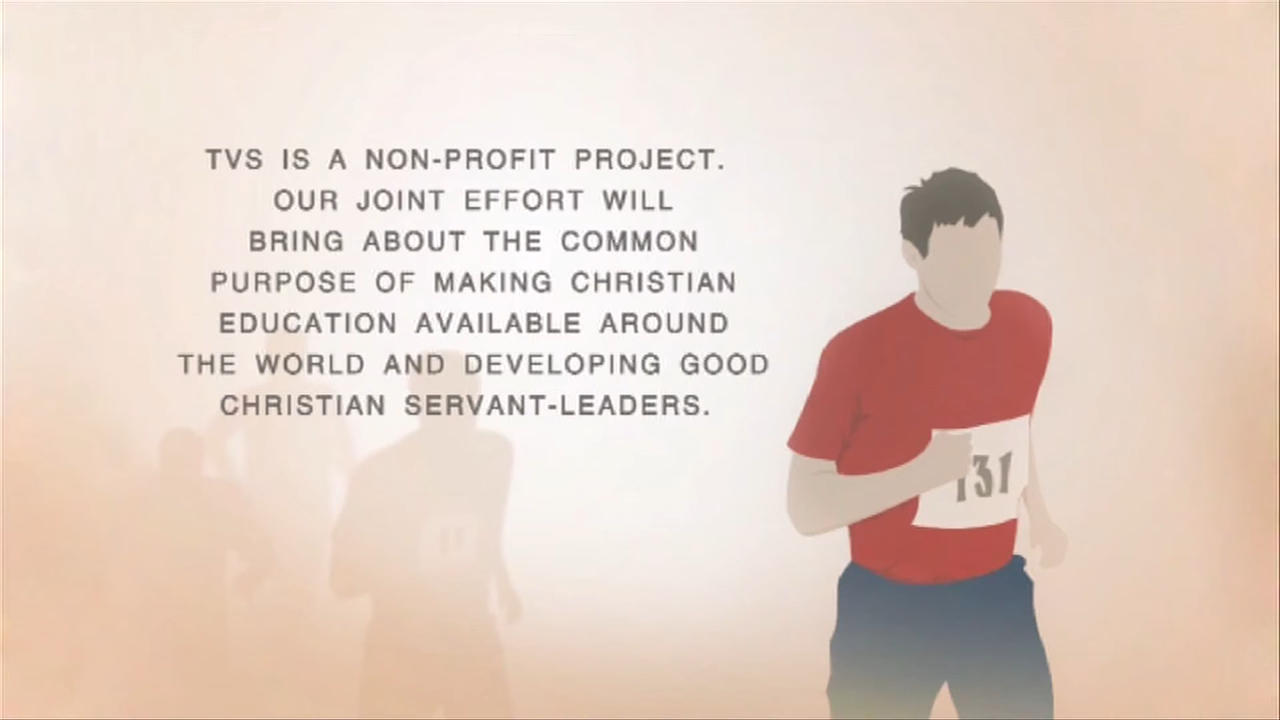 TVS IS A NON-PROFIT PROJECT.
OUR JOINT EFFORT WILL
BRING ABOUT THE COMMON
PURPOSE OF MAKING CHRISTIAN
EDUCATION AVAILABLE AROUND
THE WORLD AND DEVELOPING GOOD
CHRISTIAN SERVANT-LEADERS.
131